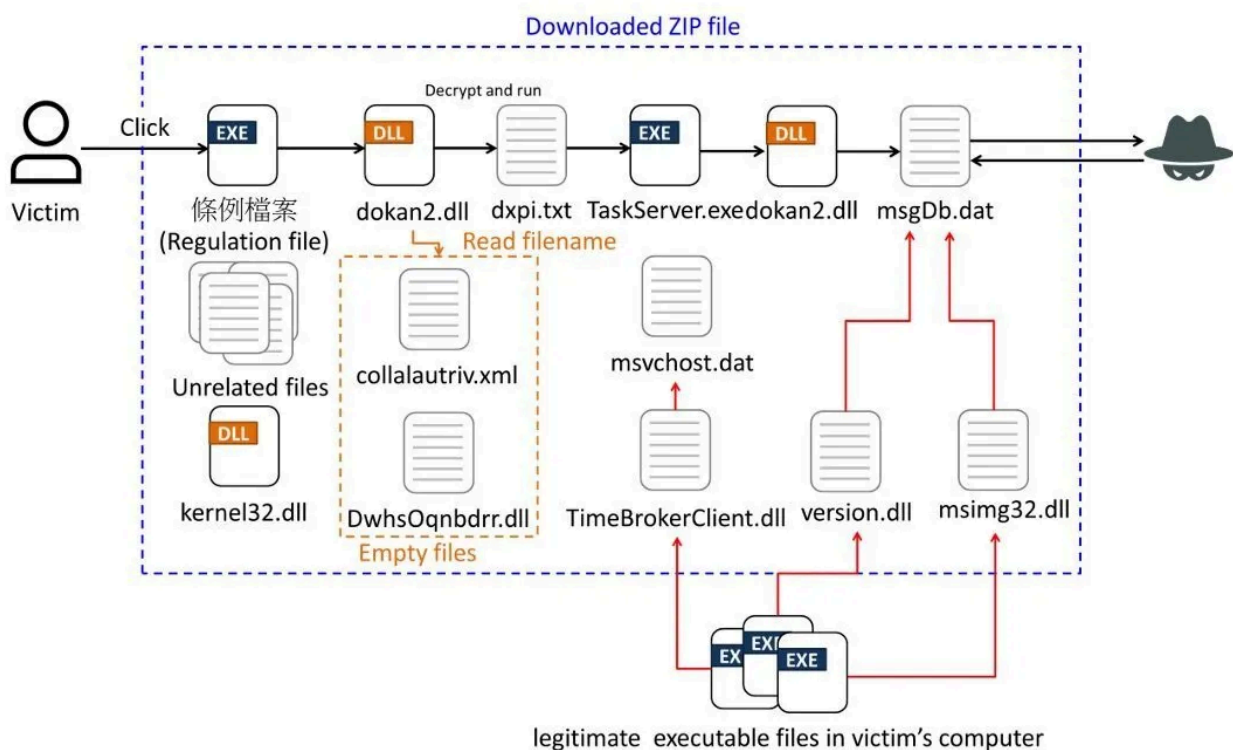 Downloaded ZIP file
Decrypt and run
Click
EXE
DLL
EXE
DLL
Victim
條例檔案
(Regulation file)
dokan2.dll
dxpi.txt
TaskServer.exe
dokan2.dll
msgDb.dat
Read filename
collalautriv.xml
msvchost.dat
Unrelated files
DLL
kernel32.dll
DwhsOqnbdrr.dll
TimeBrokerClient.dll
version.dll
msimg32.dll
Empty files
EX
EXE
EXE
legitimate executable files in victim's computer